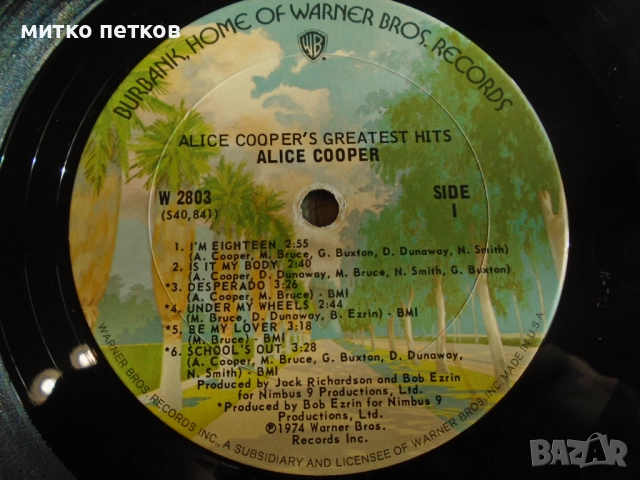 митко петков
BURBANK, HOME OF WARNER BROS. RECORDS
WB
ALICE COOPER'S GREATEST HITS
ALICE COOPER
W 2803
(S40,841)
SIDE
1
1. I'M EIGHTEEN 2:55
(A. Cooper, M. Bruce, G. Buxton, D. Dunaway, N. Smith)
2. IS IT MY BODY 2:40
(A. Cooper, D. Dunaway, M. Bruce, N. Smith, G. Buxton)
*3. DESPERADO 3:26
(A. Cooper, M. Bruce) - BMI
*4. UNDER MY WHEELS 2:44
(M. Bruce, D. Dunaway, B. Ezrin) - BMI
*5. BE MY LOVER 3:18
(M. Bruce) - BMI
*6. SCHOOL'S OUT 3:28
(A. Cooper, M. Bruce, G. Buxton, D. Dunaway,
N. Smith) - BMI
Produced by Jack Richardson and Bob Ezrin
for Nimbus 9 Productions, Ltd.
*Produced by Bob Ezrin for Nimbus 9
Productions, Ltd.
℗1974 Warner Bros.
Records Inc.
WARNER BROS. RECORDS INC., A SUBSIDIARY AND LICENSEE OF WARNER BROS. INC. MADE IN U.S.A.
BAZAR
bg